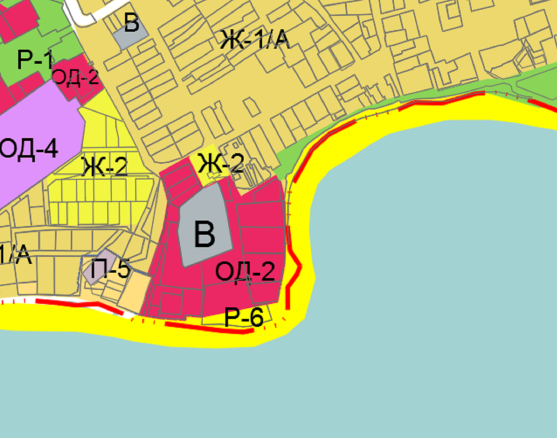 В
Ж-1/А
Р-1
ОД-2
ОД-4
Ж-2
Ж-2
В
1/А
П-5
ОД-2
Р-6